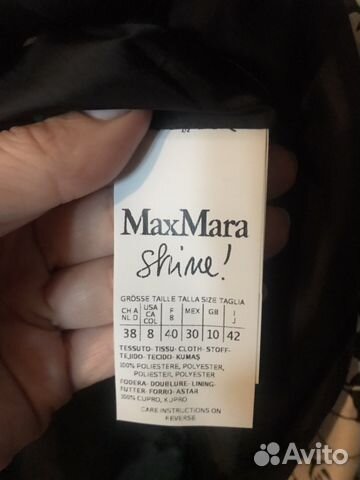 MaxMara
Shine!
GRÖSSE TAILLE TALLA SIZE TAGLIA
CH A NL D USA CA COL F B MEX GB I J
38 8 40 30 10 42
TESSUTO-TISSU-CLOTH-STOFF-
TEJIDO-TECIDO-KUMAŞ
100% POLIESTERE, POLYESTER,
POLIESTER, POLYESTER
FODERA-DOUBLURE-LINING-
FUTTER-FORRO-ASTAR
100% CUPRO, KUPRO
CARE INSTRUCTIONS ON
REVERSE
Avito